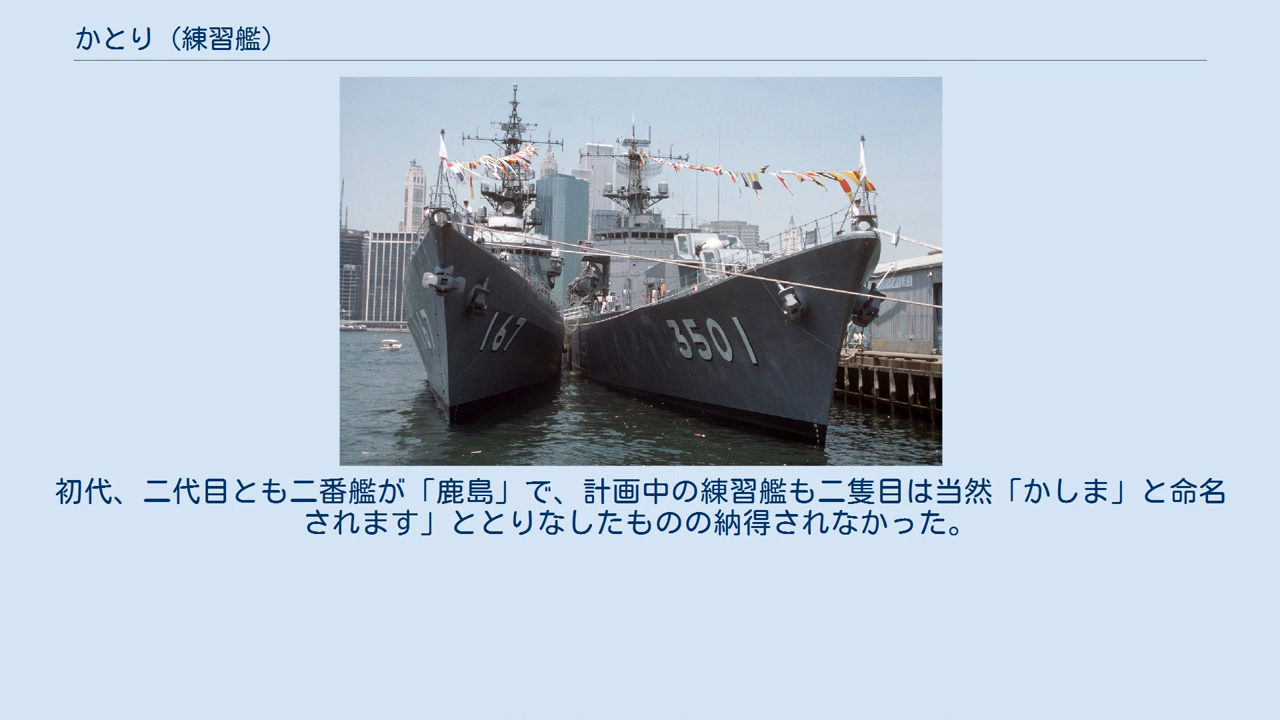 かとり（練習艦）
167
3501
初代、二代目とも二番艦が「鹿島」で、計画中の練習艦も二隻目は当然「かしま」と命名
されます」ととりなしたものの納得されなかった。